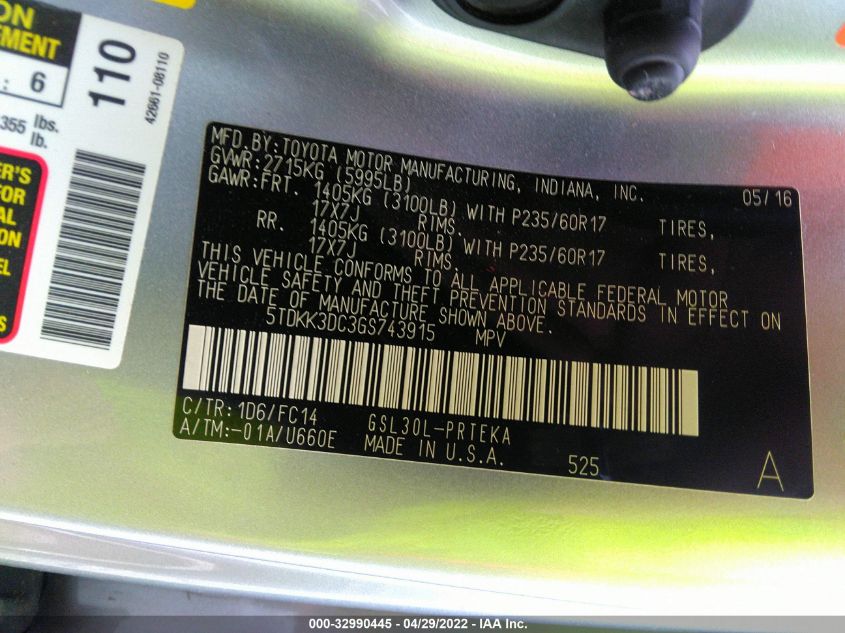 ON
EMENT
: 6
355 lbs.
lb.
110
42661-08110
ER'S
FOR
AL
ION
EL
S
MFD.BY:TOYOTA MOTOR MANUFACTURING, INDIANA, INC. 05/16
GVWR:2715KG (5995LB)
GAWR:FRT. 1405KG (3100LB) WITH P235/60R17 TIRES,
17X7J RIMS.
RR. 1405KG (3100LB) WITH P235/60R17 TIRES,
17X7J RIMS.
THIS VEHICLE CONFORMS TO ALL APPLICABLE FEDERAL MOTOR
VEHICLE SAFETY AND THEFT PREVENTION STANDARDS IN EFFECT ON
THE DATE OF MANUFACTURE SHOWN ABOVE.
5TDKK3DC3GS743915 MPV
C/TR:1D6/FC14 GSL30L-PRTEKA
A/TM:-01A/U660E MADE IN U.S.A. 525 A
000-32990445 - 04/29/2022 - IAA Inc.